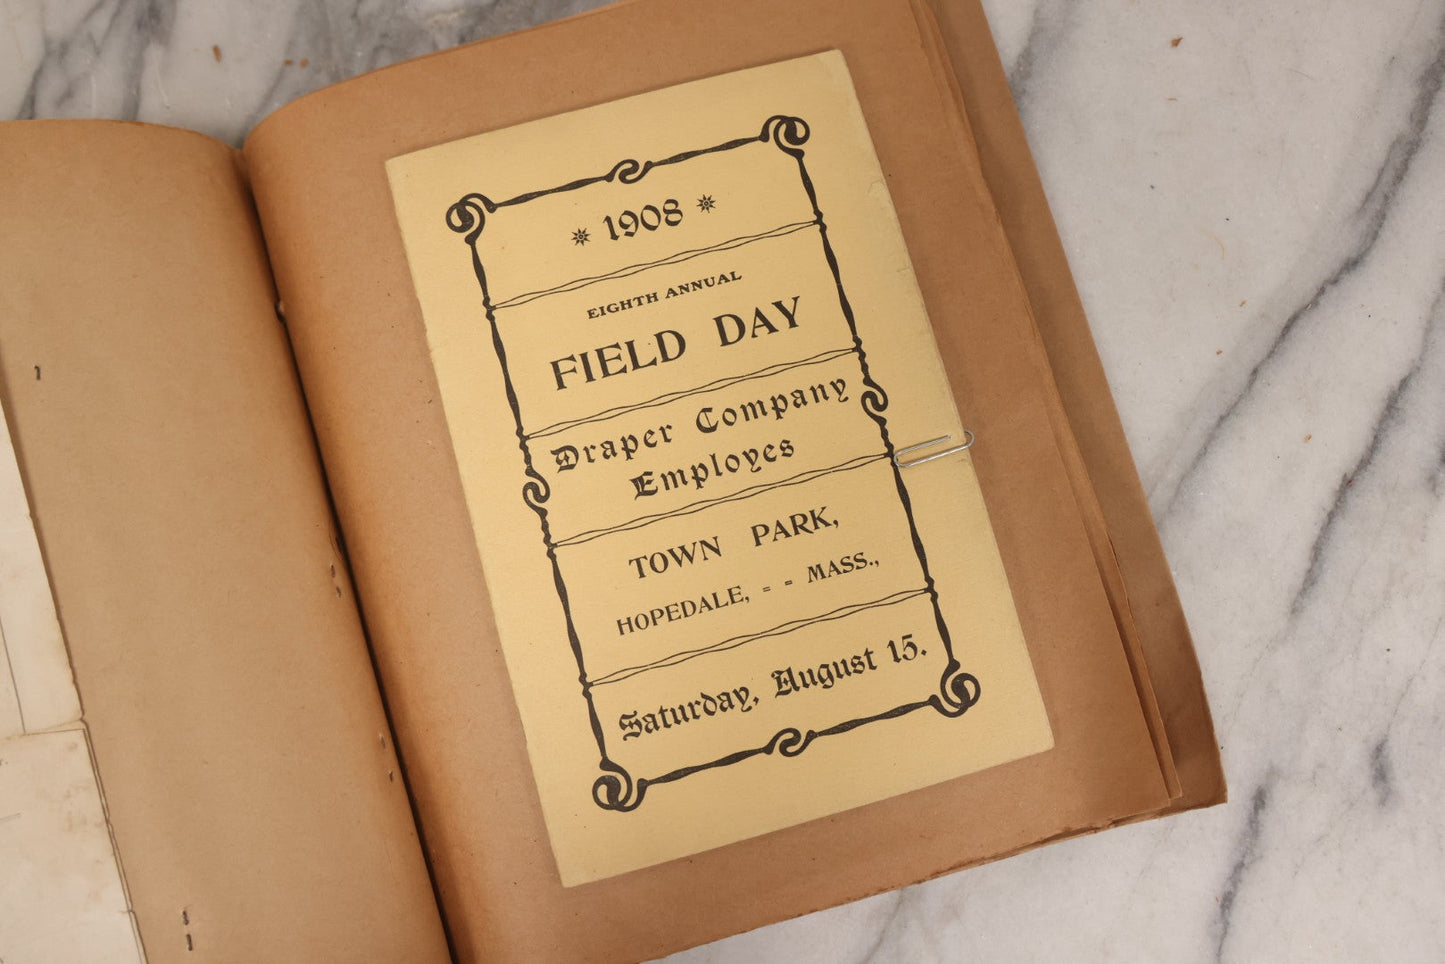 1908
EIGHTH ANNUAL
FIELD DAY
Draper Company
Employes
TOWN PARK,
HOPEDALE, = = MASS.,
Saturday, August 15.